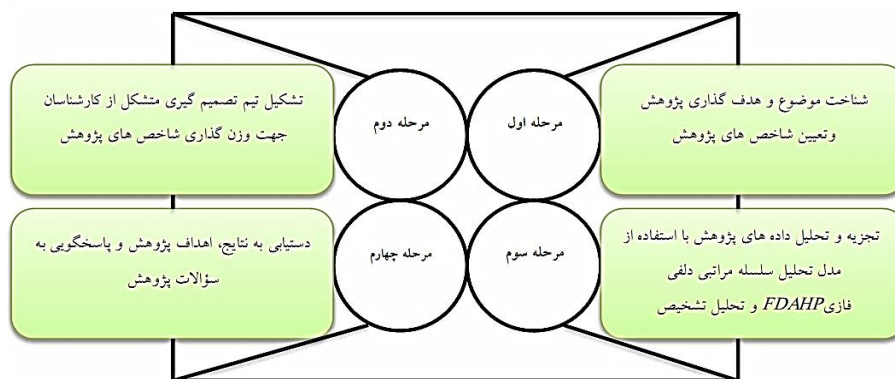 مرحله اول
شناخت موضوع و هدف گذاری پژوهش
وتعیین شاخص های پژوهش
مرحله دوم
تشکیل تیم تصمیم گیری متشکل از کارشناسان
جهت وزن گذاری شاخص های پژوهش
مرحله سوم
تجزیه و تحلیل داده های پژوهش با استفاده از
مدل تحلیل سلسله مراتبی دلفی
فازیFDAHP و تحلیل تشخیص
مرحله چهارم
دستیابی به نتایج، اهداف پژوهش و پاسخگویی به
سؤالات پژوهش